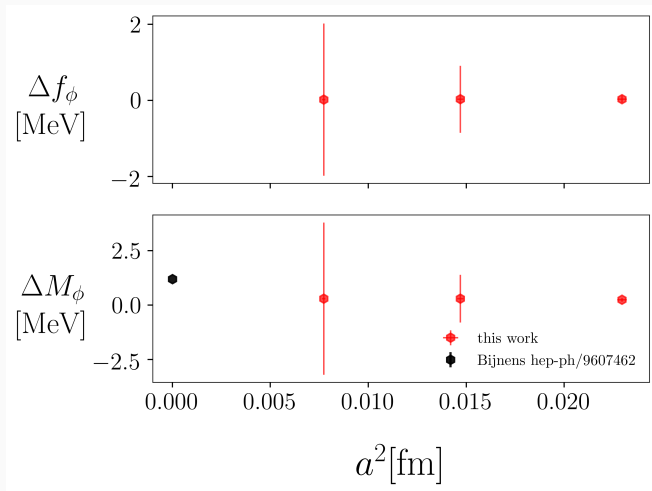 2
0
−2
Δf_ϕ
[MeV]
2.5
0.0
−2.5
ΔM_ϕ
[MeV]
this work
Bijnens hep-ph/9607462
0.000 0.005 0.010 0.015 0.020
a²[fm]